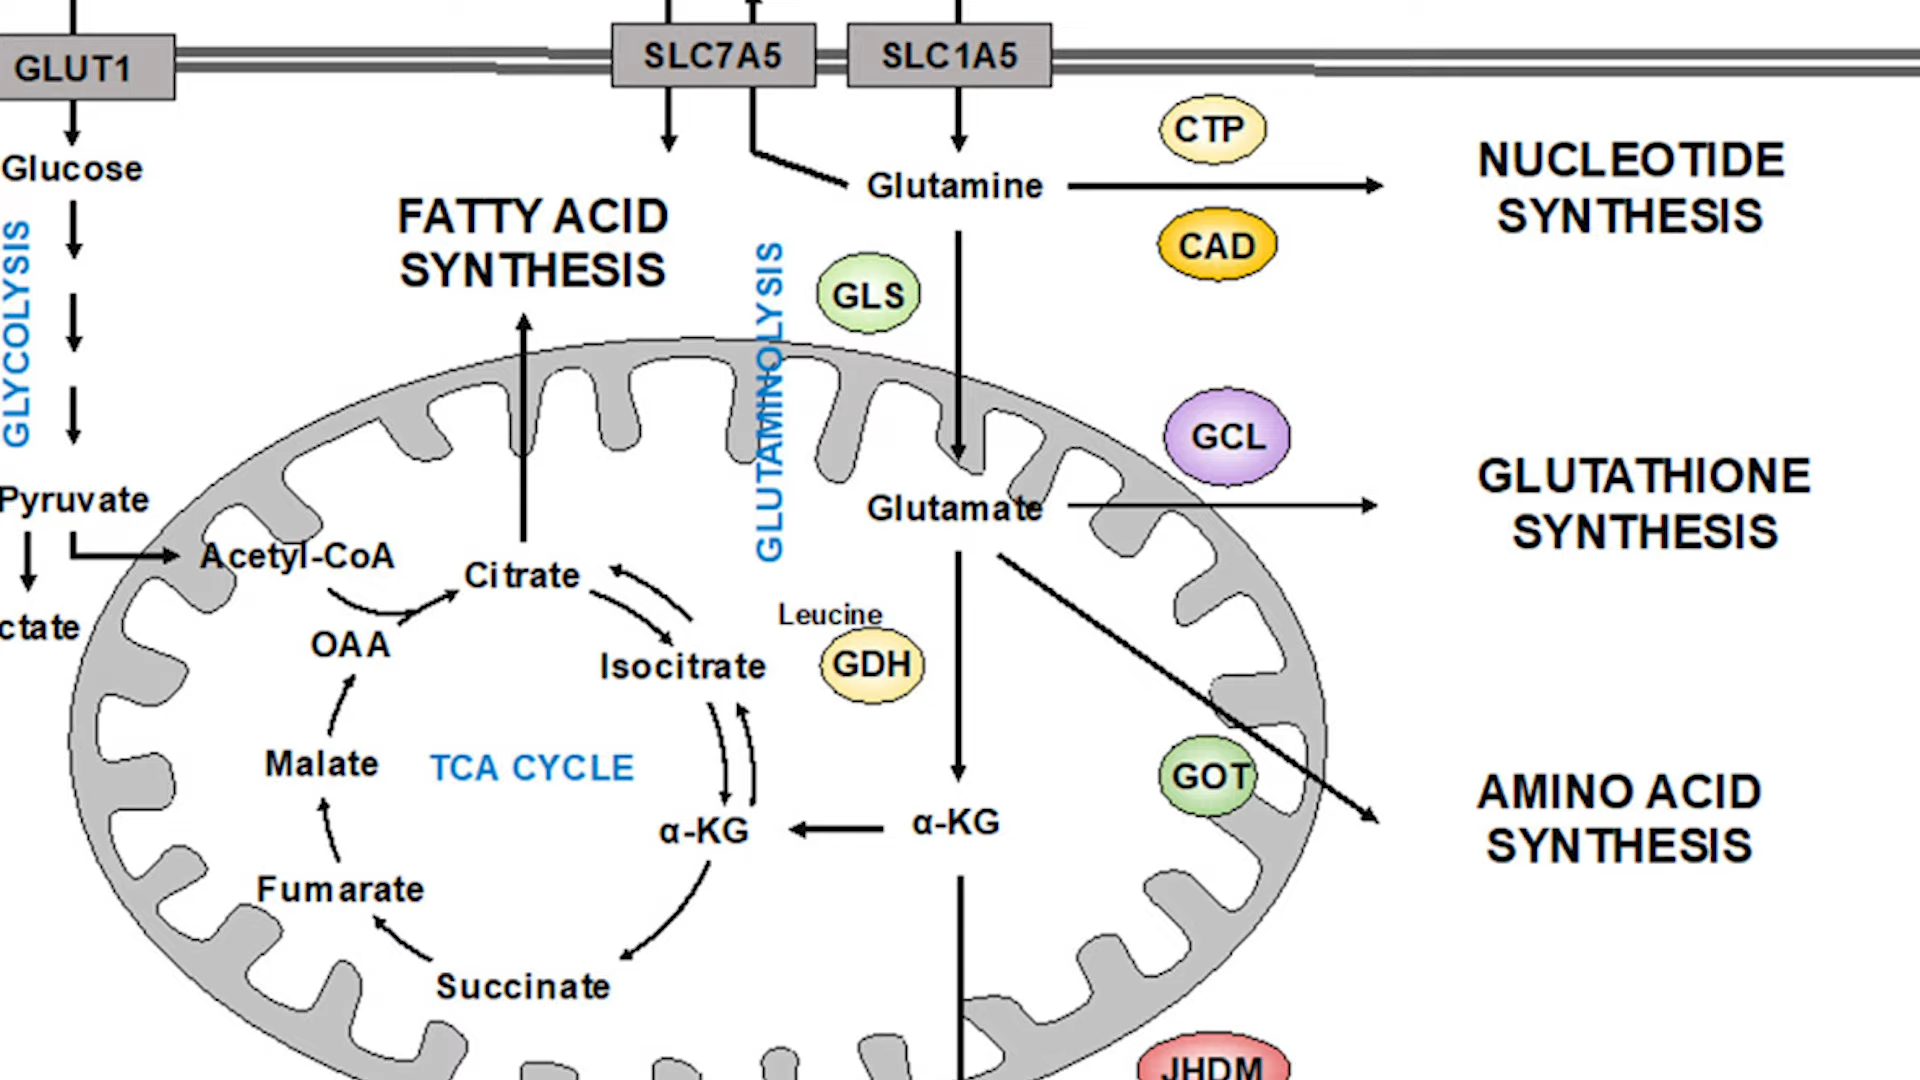 GLUT1
SLC7A5
SLC1A5
Glucose
GLYCOLYSIS
Pyruvate
ctate
FATTY ACID
SYNTHESIS
Glutamine
CTP
CAD
NUCLEOTIDE
SYNTHESIS
GLUTAMINOLYSIS
GLS
GCL
Glutamate
GLUTATHIONE
SYNTHESIS
Acetyl-CoA
Citrate
OAA
Isocitrate
Leucine
GDH
Malate
TCA CYCLE
α-KG
α-KG
GOT
AMINO ACID
SYNTHESIS
Fumarate
Succinate
JHDM